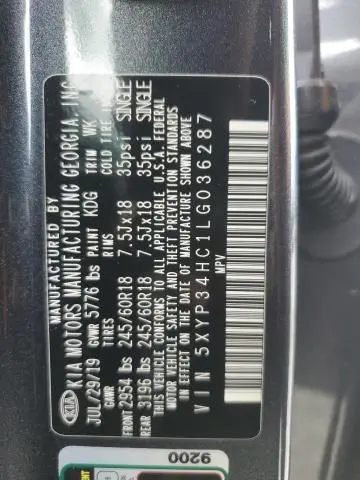 MANUFACTURED BY
KIA MOTORS MANUFACTURING GEORGIA, INC
KIA
JUL/29/19 PAINT KDG TRIM WK
GVWR 5776 lbs
GAWR RIMS COLD TIRE IN
FRONT 2954 lbs 245/60R18 7.5Jx18 35psi SINGLE
REAR 3196 lbs 245/60R18 7.5Jx18 35psi SINGLE
THIS VEHICLE CONFORMS TO ALL APPLICABLE U.S.A. FEDERAL
MOTOR VEHICLE SAFETY AND THEFT PREVENTION STANDARDS
IN EFFECT ON THE DATE OF MANUFACTURE SHOWN ABOVE
VIN 5XYP34HC1LG036287
MPV
9200